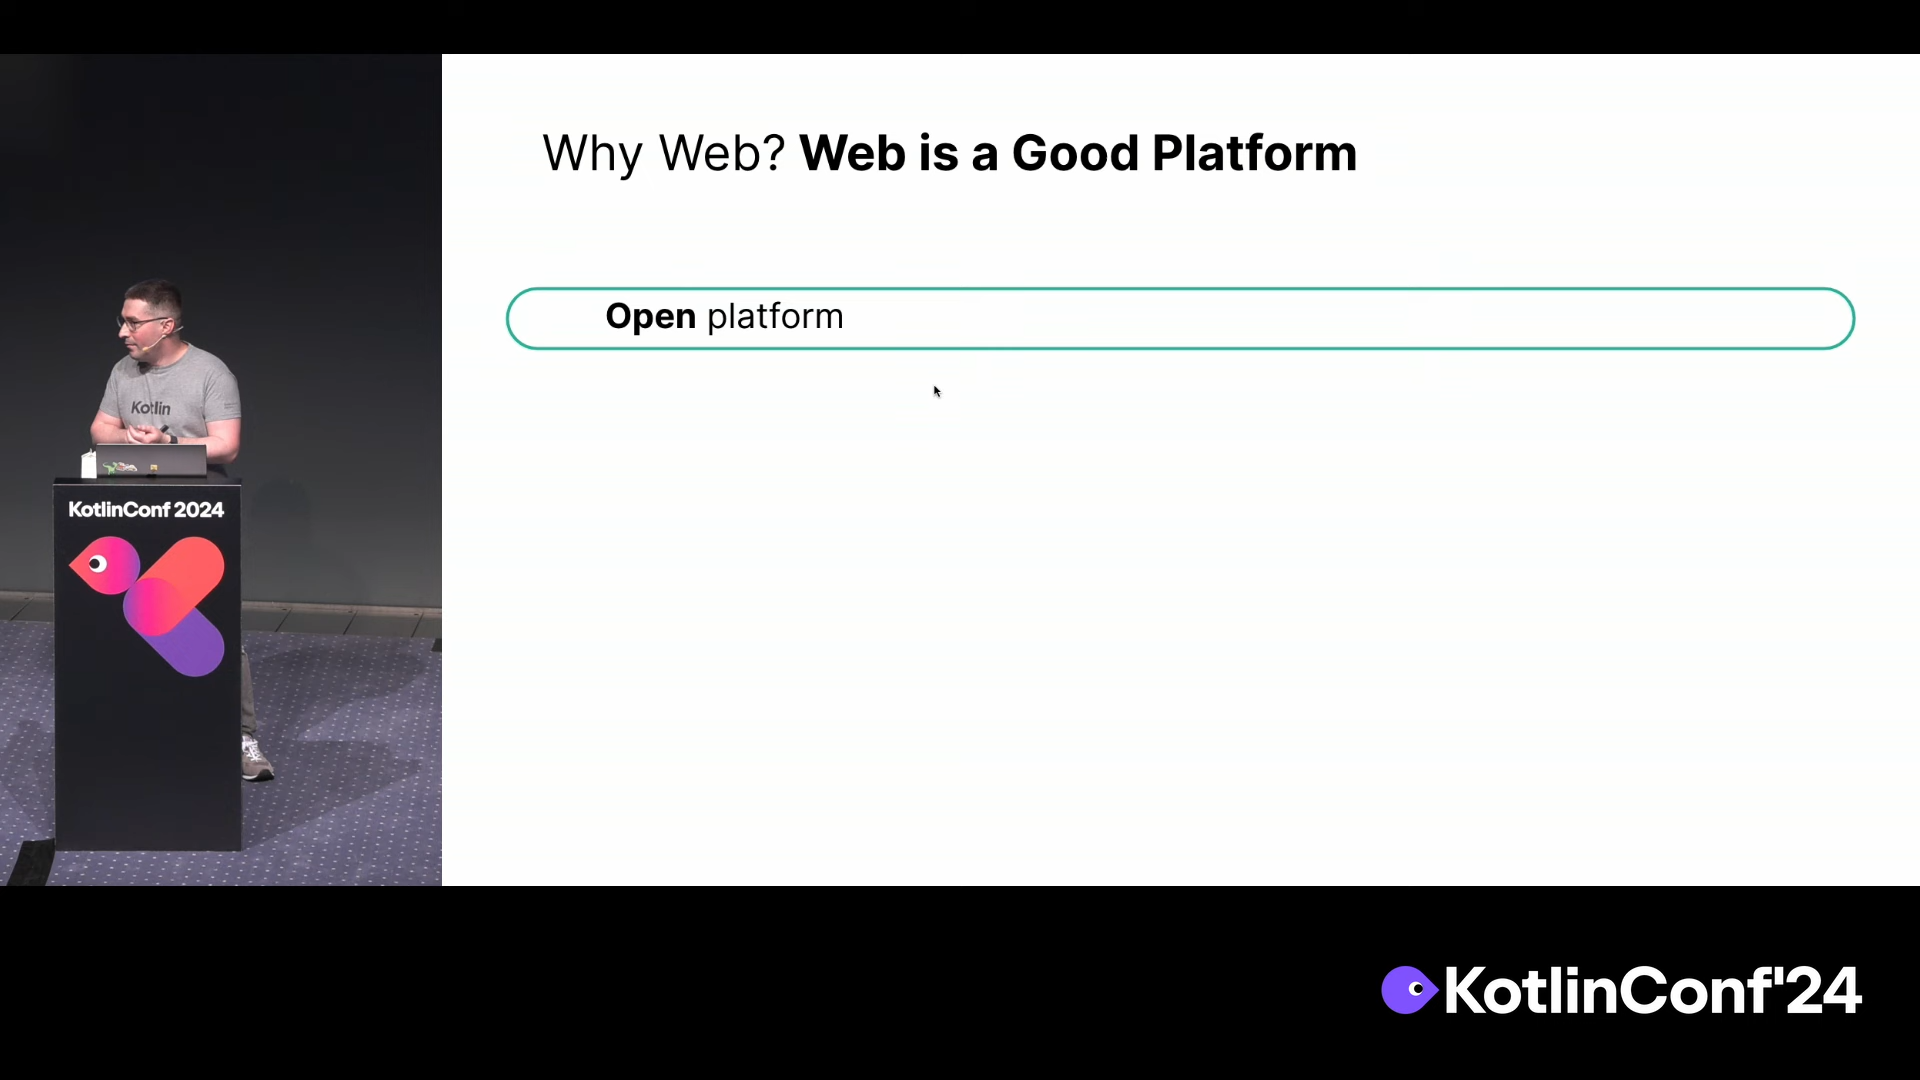 Why Web? Web is a Good Platform
Open platform
Kotlin
KotlinConf 2024
KotlinConf'24